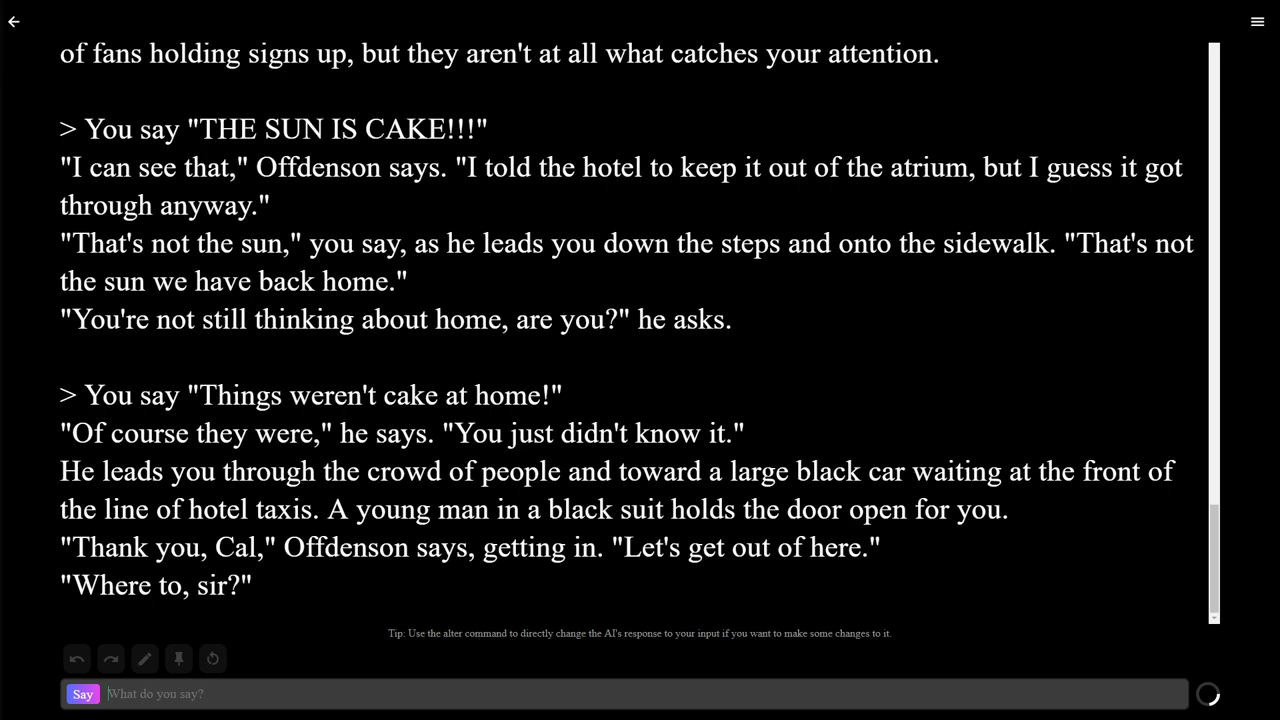 of fans holding signs up, but they aren't at all what catches your attention.
> You say "THE SUN IS CAKE!!!"
"I can see that," Offdenson says. "I told the hotel to keep it out of the atrium, but I guess it got
through anyway."
"That's not the sun," you say, as he leads you down the steps and onto the sidewalk. "That's not
the sun we have back home."
"You're not still thinking about home, are you?" he asks.
> You say "Things weren't cake at home!"
"Of course they were," he says. "You just didn't know it."
He leads you through the crowd of people and toward a large black car waiting at the front of
the line of hotel taxis. A young man in a black suit holds the door open for you.
"Thank you, Cal," Offdenson says, getting in. "Let's get out of here."
"Where to, sir?"
Tip: Use the alter command to directly change the AI's response to your input if you want to make some changes to it.
Say What do you say?